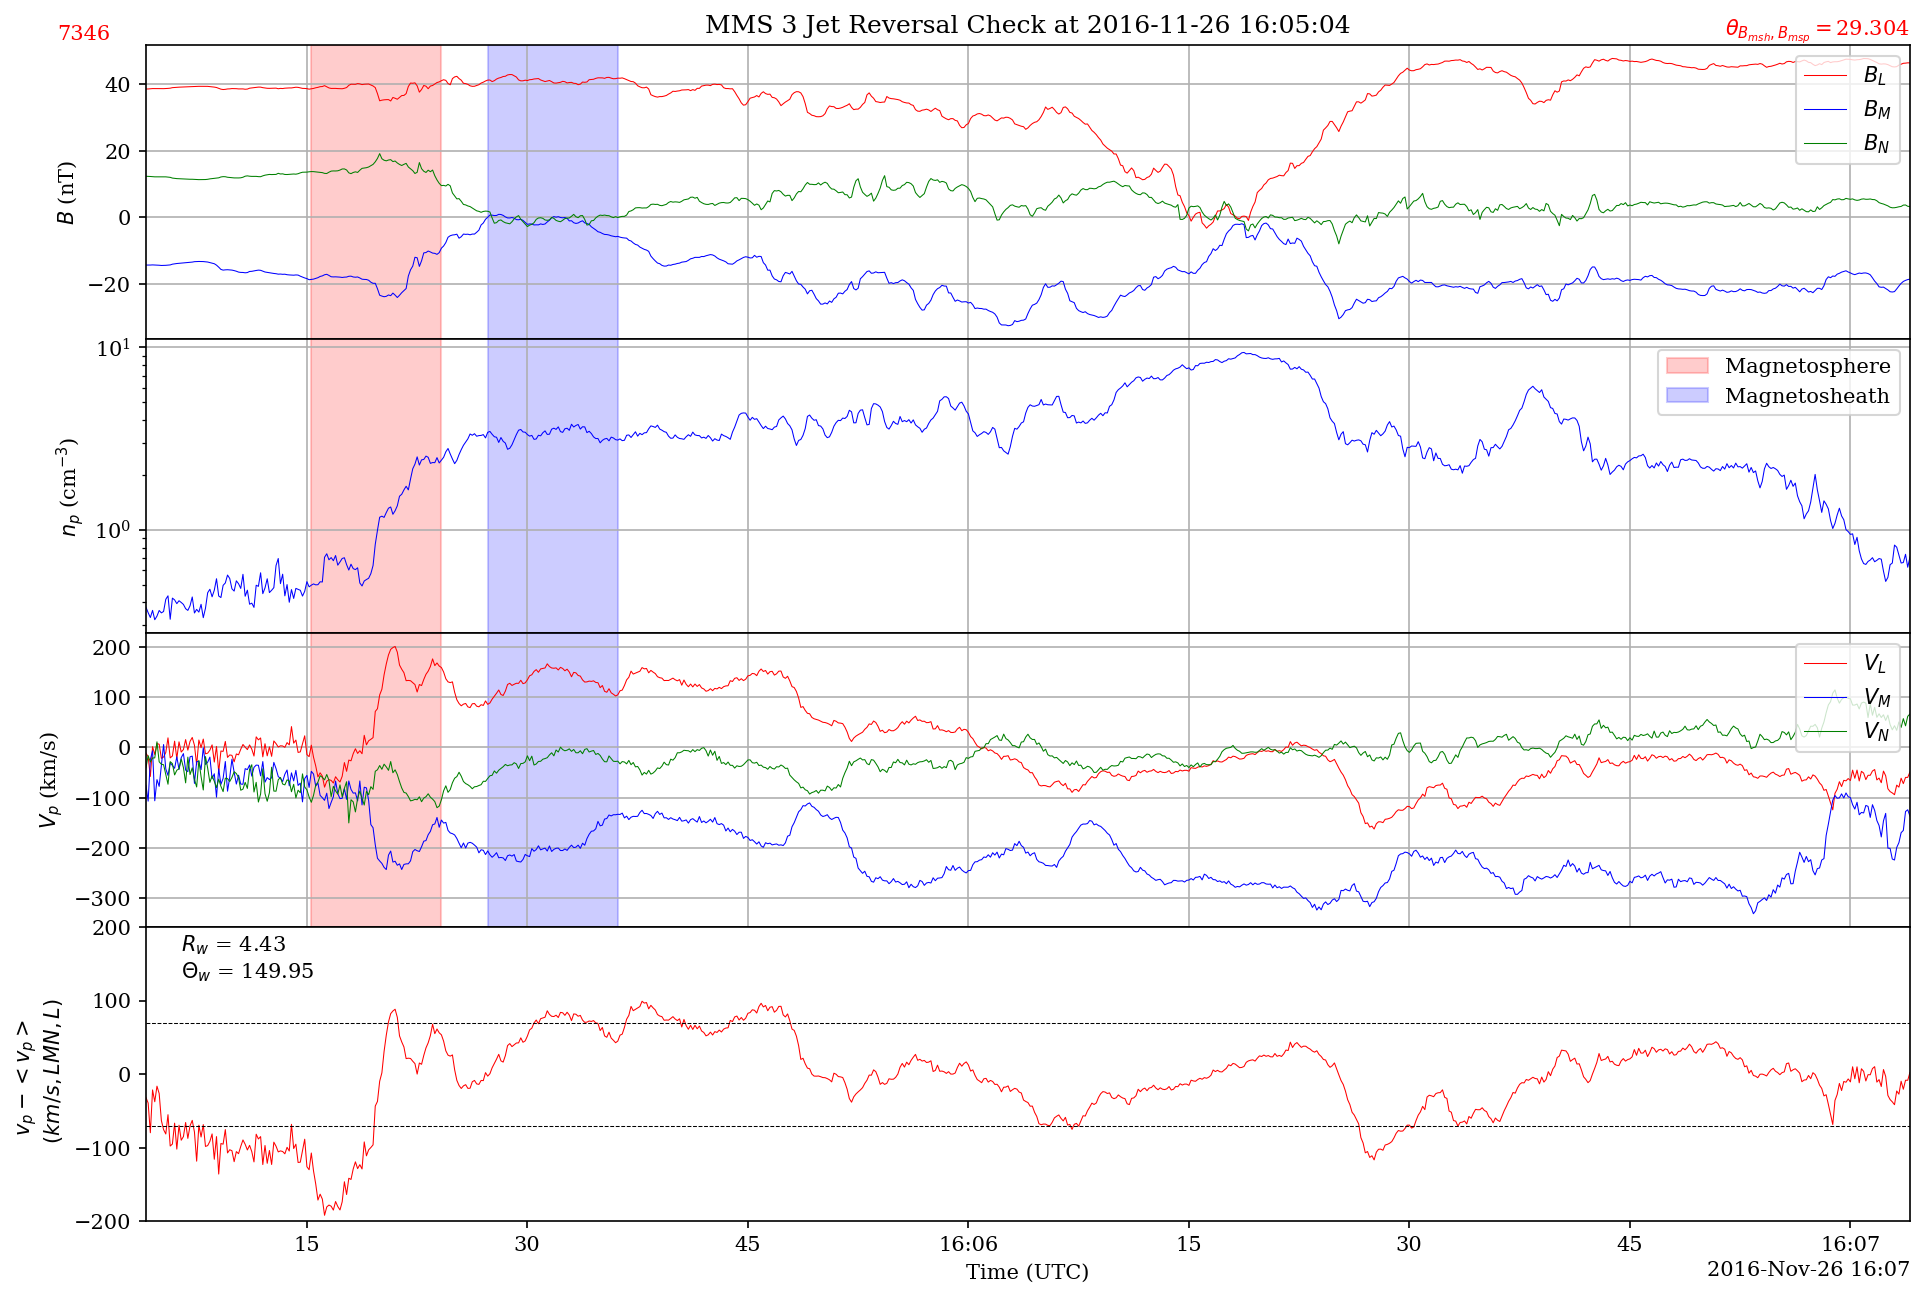 7346
MMS 3 Jet Reversal Check at 2016-11-26 16:05:04
θ_{B_{msh}, B_{msp}} = 29.304
40
20
0
−20
B (nT)
B_L
B_M
B_N
10¹
10⁰
n_p (cm⁻³)
Magnetosphere
Magnetosheath
200
100
0
−100
−200
−300
V_p (km/s)
V_L
V_M
V_N
200
100
0
−100
−200
v_p − < v_p >
(km/s, LMN, L)
R_w = 4.43
Θ_w = 149.95
15
30
45
16:06
15
30
45
16:07
Time (UTC)
2016-Nov-26 16:07